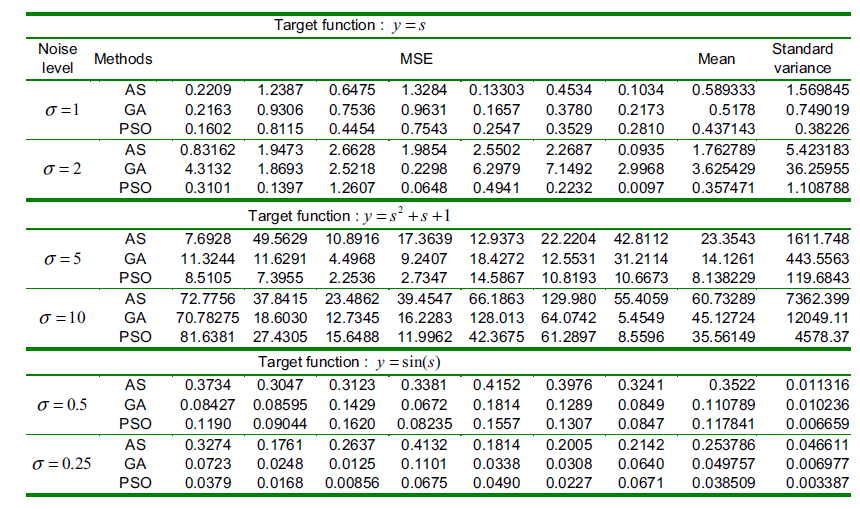 Target function : y = s
Noise level Methods MSE Mean Standard variance
σ = 1
AS 0.2209 1.2387 0.6475 1.3284 0.13303 0.4534 0.1034 0.589333 1.569845
GA 0.2163 0.9306 0.7536 0.9631 0.1657 0.3780 0.2173 0.5178 0.749019
PSO 0.1602 0.8115 0.4454 0.7543 0.2547 0.3529 0.2810 0.437143 0.38226
σ = 2
AS 0.83162 1.9473 2.6628 1.9854 2.5502 2.2687 0.0935 1.762789 5.423183
GA 4.3132 1.8693 2.5218 0.2298 6.2979 7.1492 2.9968 3.625429 36.25955
PSO 0.3101 0.1397 1.2607 0.0648 0.4941 0.2232 0.0097 0.357471 1.108788
Target function : y = s² + s + 1
σ = 5
AS 7.6928 49.5629 10.8916 17.3639 12.9373 22.2204 42.8112 23.3543 1611.748
GA 11.3244 11.6291 4.4968 9.2407 18.4272 12.5531 31.2114 14.1261 443.5563
PSO 8.5105 7.3955 2.2536 2.7347 14.5867 10.8193 10.6673 8.138229 119.6843
σ = 10
AS 72.7756 37.8415 23.4862 39.4547 66.1863 129.980 55.4059 60.73289 7362.399
GA 70.78275 18.6030 12.7345 16.2283 128.013 64.0742 5.4549 45.12724 12049.11
PSO 81.6381 27.4305 15.6488 11.9962 42.3675 61.2897 8.5596 35.56149 4578.37
Target function : y = sin(s)
σ = 0.5
AS 0.3734 0.3047 0.3123 0.3381 0.4152 0.3976 0.3241 0.3522 0.011316
GA 0.08427 0.08595 0.1429 0.0672 0.1814 0.1289 0.0849 0.110789 0.010236
PSO 0.1190 0.09044 0.1620 0.08235 0.1557 0.1307 0.0847 0.117841 0.006659
σ = 0.25
AS 0.3274 0.1761 0.2637 0.4132 0.1814 0.2005 0.2142 0.253786 0.046611
GA 0.0723 0.0248 0.0125 0.1101 0.0338 0.0308 0.0640 0.049757 0.006977
PSO 0.0379 0.0168 0.00856 0.0675 0.0490 0.0227 0.0671 0.038509 0.003387